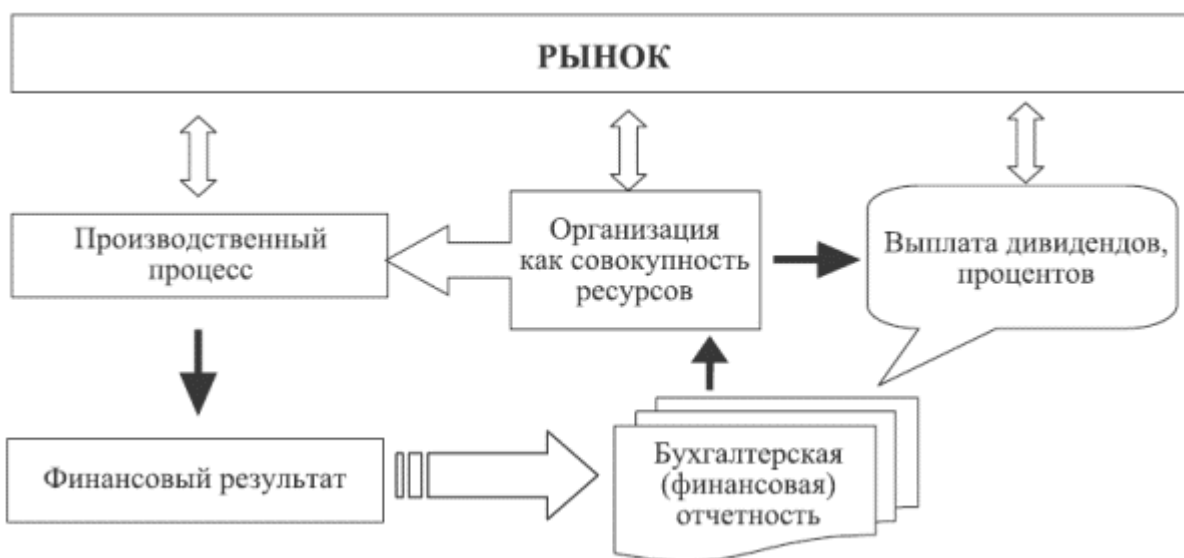 РЫНОК
Производственный
процесс
Организация
как совокупность
ресурсов
Выплата дивидендов,
процентов
Финансовый результат
Бухгалтерская
(финансовая)
отчетность